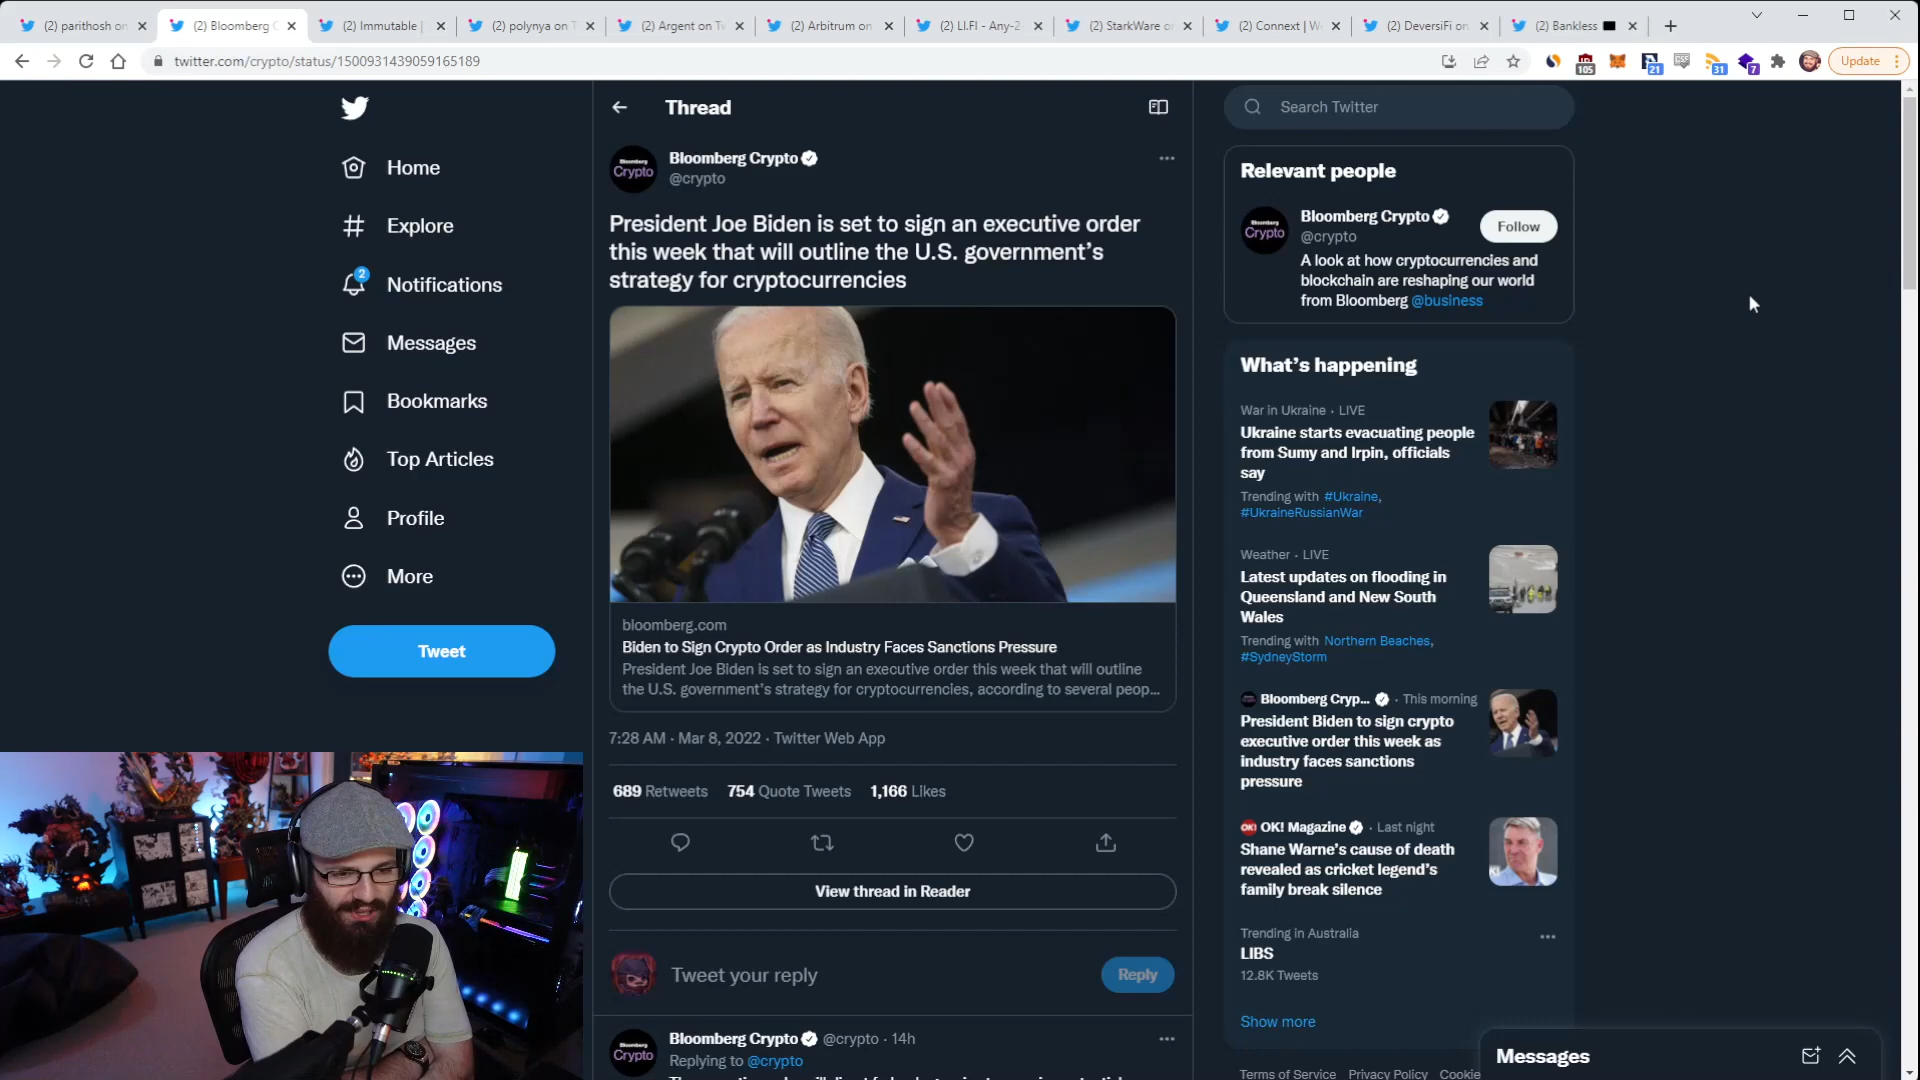 (2) parithosh on
(2) Bloomberg C
(2) Immutable |
(2) polynya on T
(2) Argent on Tw
(2) Arbitrum on
(2) LI.FI - Any-2
(2) StarkWare on
(2) Connext | W
(2) DeversiFi on
(2) Bankless
twitter.com/crypto/status/1500931439059165189
105
21
31
7
Update
Home
Explore
2
Notifications
Messages
Bookmarks
Top Articles
Profile
More
Tweet
Thread
Bloomberg Crypto
@crypto
President Joe Biden is set to sign an executive order
this week that will outline the U.S. government’s
strategy for cryptocurrencies
bloomberg.com
Biden to Sign Crypto Order as Industry Faces Sanctions Pressure
President Joe Biden is set to sign an executive order this week that will outline
the U.S. government’s strategy for cryptocurrencies, according to several peop...
7:28 AM · Mar 8, 2022 · Twitter Web App
689 Retweets 754 Quote Tweets 1,166 Likes
View thread in Reader
Tweet your reply
Reply
Bloomberg Crypto @crypto · 14h
Replying to @crypto
Search Twitter
Relevant people
Bloomberg Crypto
@crypto
Follow
A look at how cryptocurrencies and
blockchain are reshaping our world
from Bloomberg @business
What’s happening
War in Ukraine · LIVE
Ukraine starts evacuating people
from Sumy and Irpin, officials
say
Trending with #Ukraine,
#UkraineRussianWar
Weather · LIVE
Latest updates on flooding in
Queensland and New South
Wales
Trending with Northern Beaches,
#SydneyStorm
Bloomberg Cryp... · This morning
President Biden to sign crypto
executive order this week as
industry faces sanctions
pressure
OK! Magazine · Last night
Shane Warne’s cause of death
revealed as cricket legend’s
family break silence
Trending in Australia
LIBS
12.8K Tweets
Show more
Terms of Service Privacy Policy Cookie
Messages